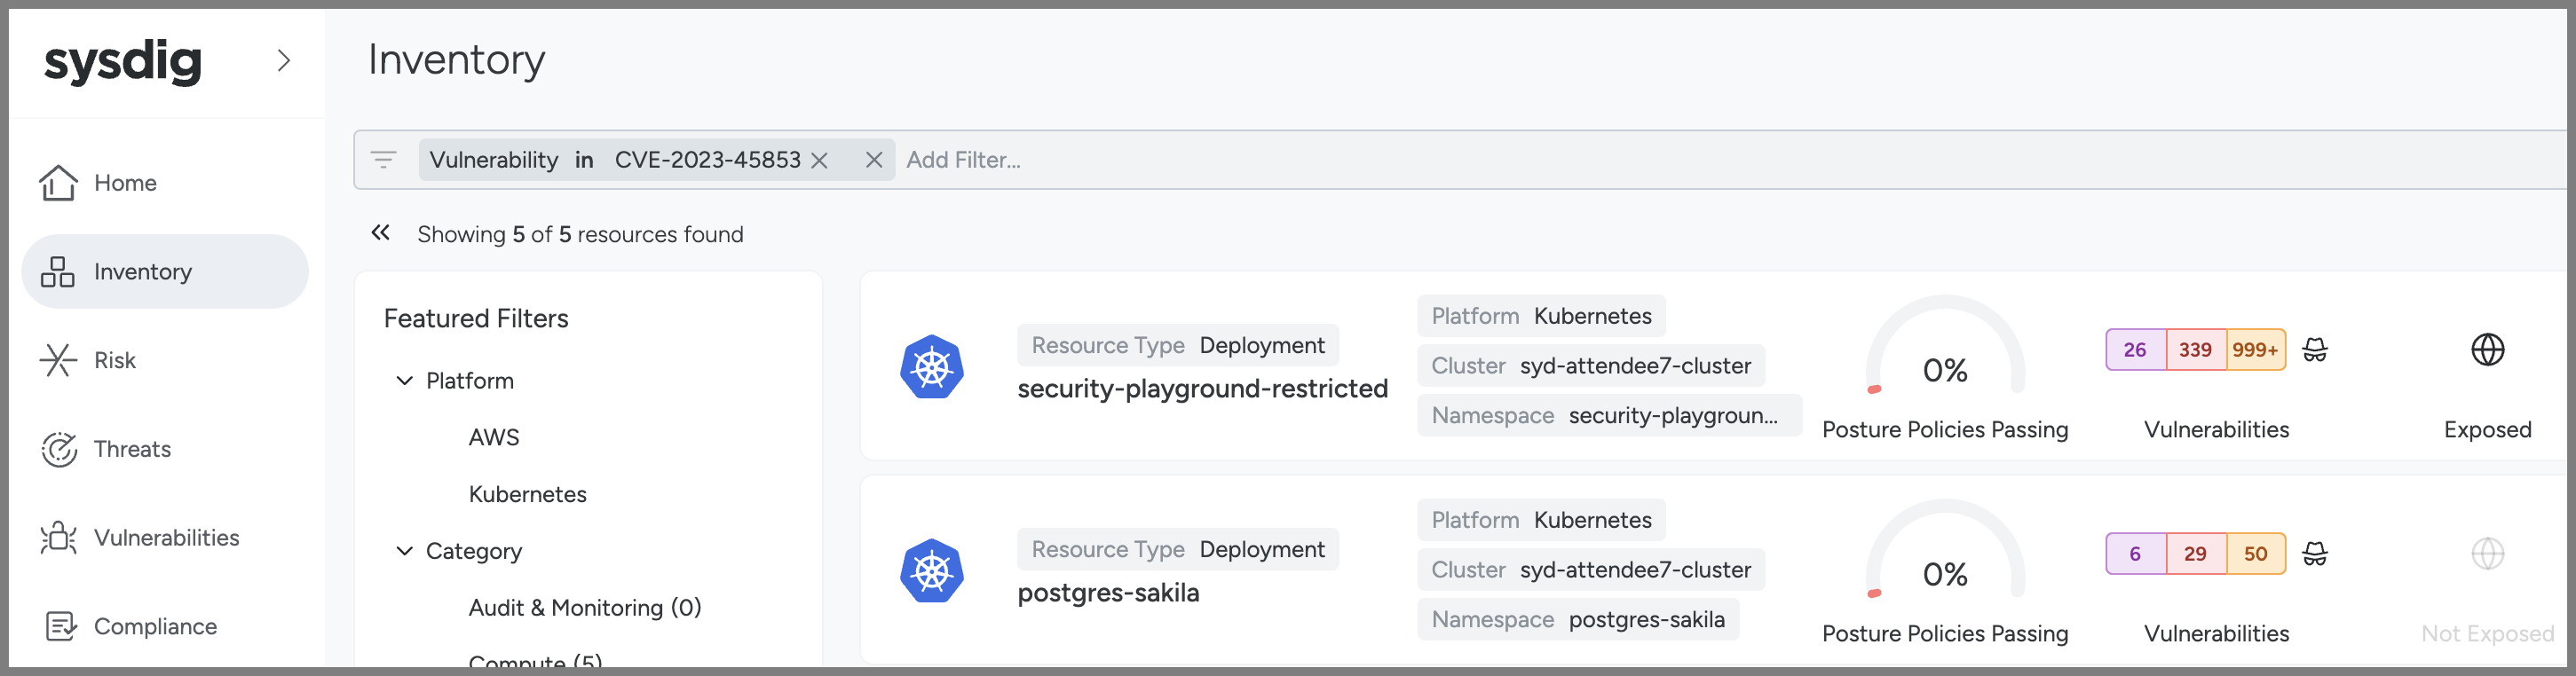 sysdig
Home
Inventory
Risk
Threats
Vulnerabilities
Compliance
Inventory
Vulnerability in CVE-2023-45853
Add Filter...
Showing 5 of 5 resources found
Featured Filters
Platform
AWS
Kubernetes
Category
Audit & Monitoring (0)
Compute (5)
Resource Type Deployment
security-playground-restricted
Platform Kubernetes
Cluster syd-attendee7-cluster
Namespace security-playgroun...
0%
Posture Policies Passing
26 339 999+
Vulnerabilities
Exposed
Resource Type Deployment
postgres-sakila
Platform Kubernetes
Cluster syd-attendee7-cluster
Namespace postgres-sakila
0%
Posture Policies Passing
6 29 50
Vulnerabilities
Not Exposed